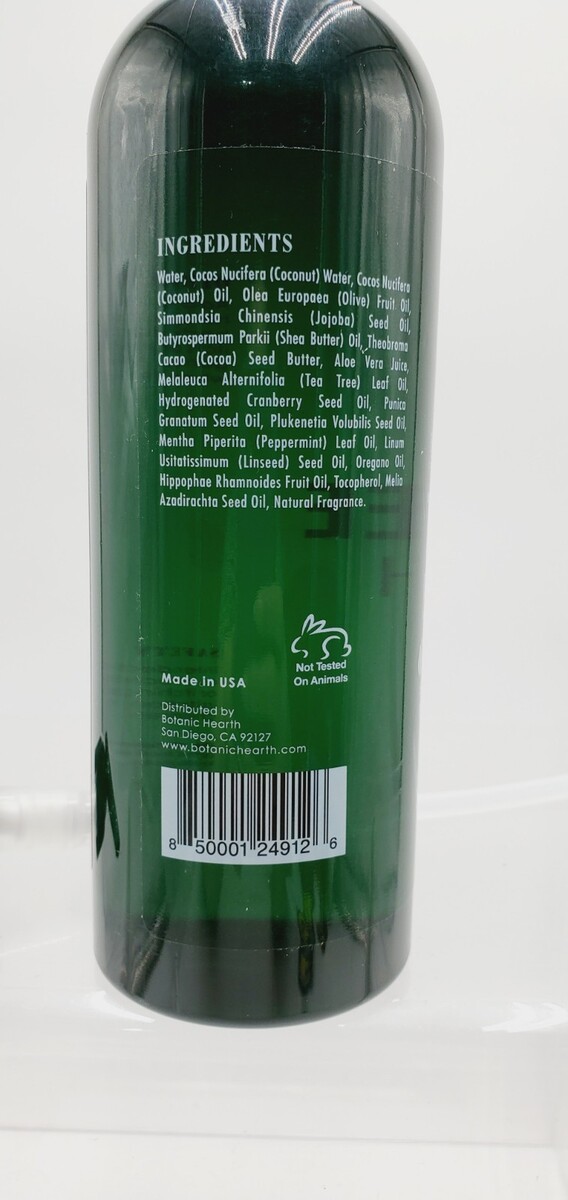 INGREDIENTS
Water, Cocos Nucifera (Coconut) Water, Cocos Nucifera
(Coconut) Oil, Olea Europaea (Olive) Fruit Oil,
Simmondsia Chinensis (Jojoba) Seed Oil,
Butyrospermum Parkii (Shea Butter) Oil, Theobroma
Cacao (Cocoa) Seed Butter, Aloe Vera Juice,
Melaleuca Alternifolia (Tea Tree) Leaf Oil,
Hydrogenated Cranberry Seed Oil, Punica
Granatum Seed Oil, Plukenetia Volubilis Seed Oil,
Mentha Piperita (Peppermint) Leaf Oil, Linum
Usitatissimum (Linseed) Seed Oil, Oregano Oil,
Hippophae Rhamnoides Fruit Oil, Tocopherol, Melia
Azadirachta Seed Oil, Natural Fragrance.
Not Tested
On Animals
Made in USA
Distributed by
Botanic Hearth
San Diego, CA 92127
www.botanichearth.com
8 50001 24912 6